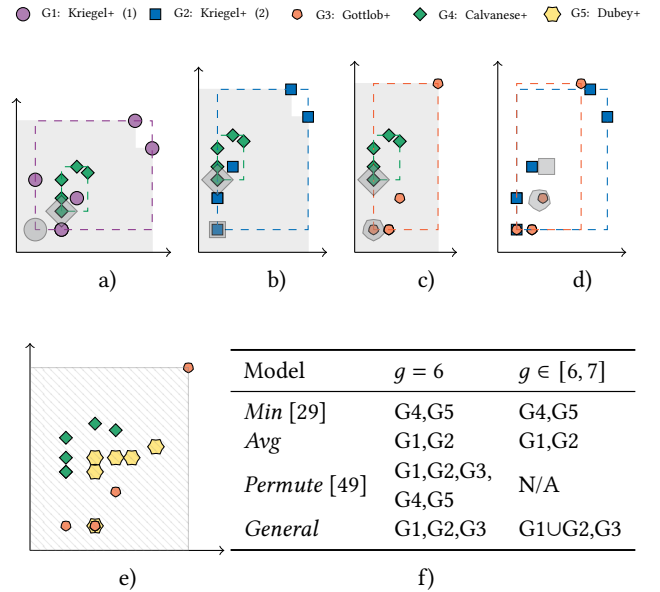 G1: Kriegel+ (1) G2: Kriegel+ (2) G3: Gottlob+ G4: Calvanese+ G5: Dubey+
a) b) c) d)
Model g = 6 g ∈ [6, 7]
Min [29] G4,G5 G4,G5
Avg G1,G2 G1,G2
Permute [49] G1,G2,G3, G4,G5 N/A
General G1,G2,G3 G1∪G2,G3
e) f)